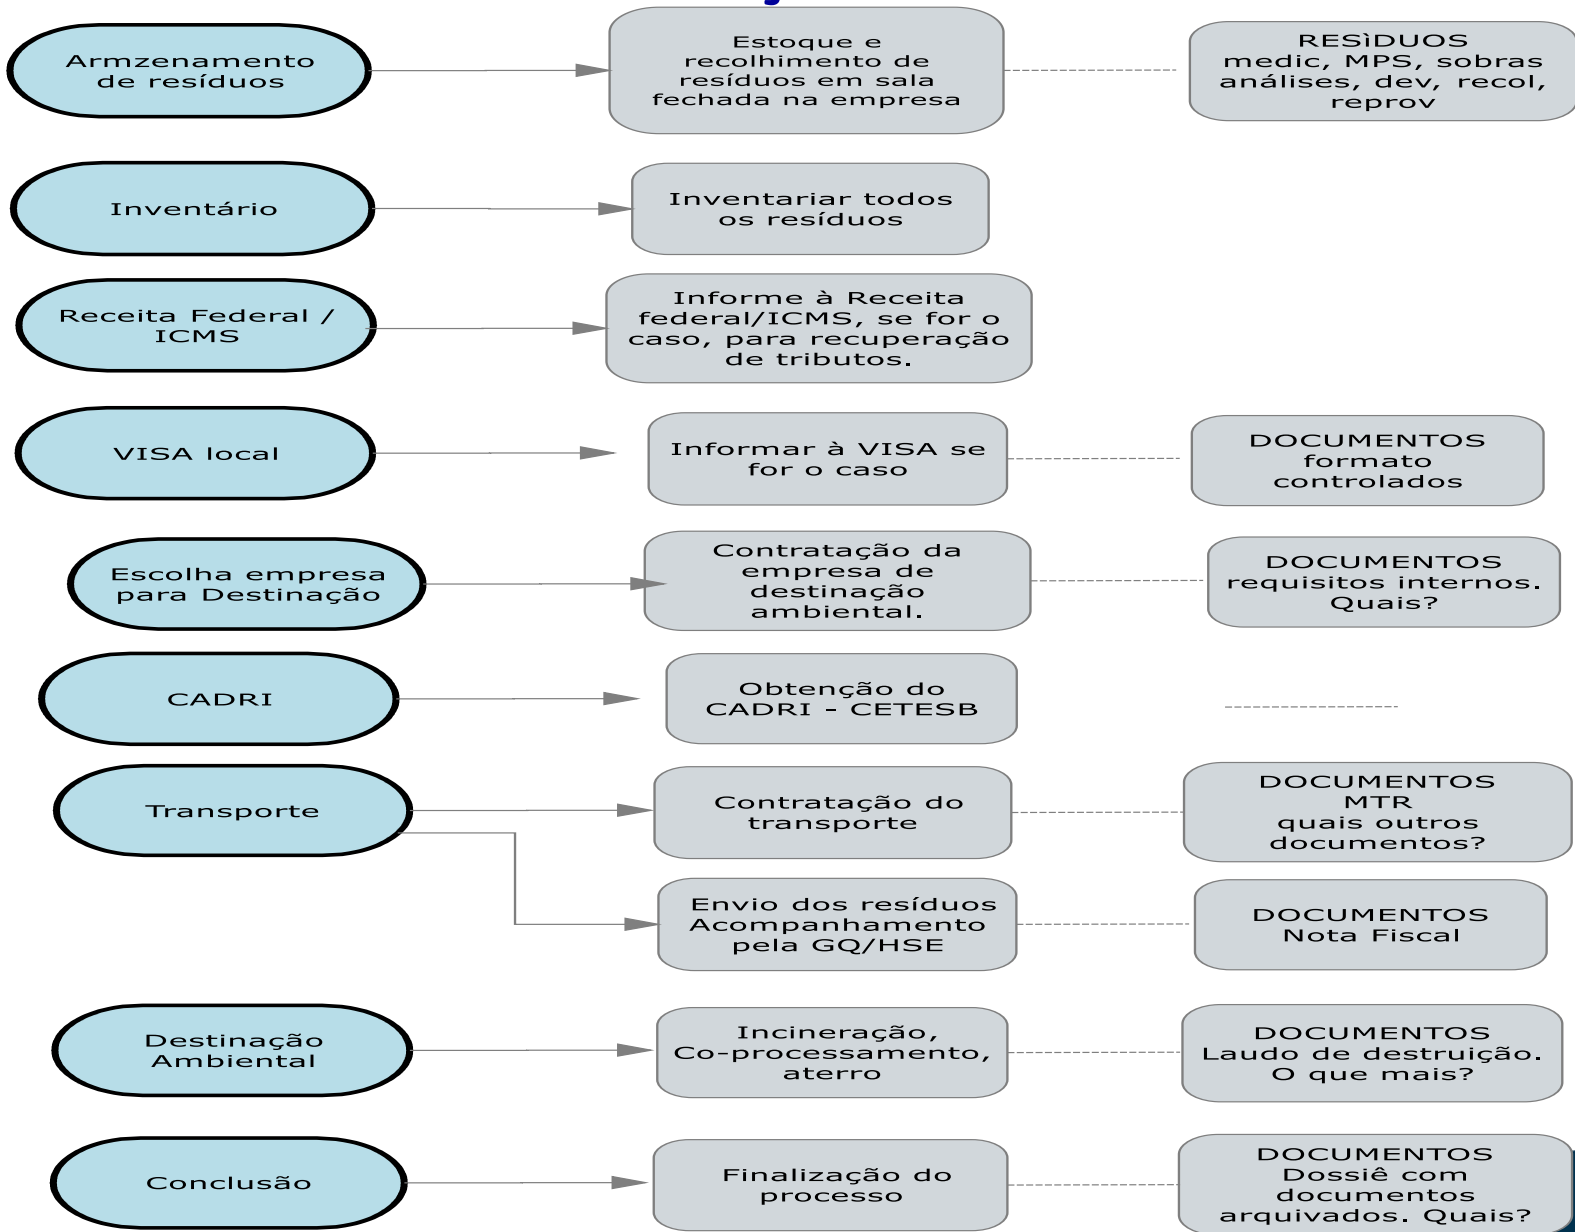 Armzenamento
de resíduos
Estoque e
recolhimento de
resíduos em sala
fechada na empresa
RESìDUOS
medic, MPS, sobras
análises, dev, recol,
reprov
Inventário
Inventariar todos
os resíduos
Receita Federal /
ICMS
Informe à Receita
federal/ICMS, se for o
caso, para recuperação
de tributos.
VISA local
Informar à VISA se
for o caso
DOCUMENTOS
formato
controlados
Escolha empresa
para Destinação
Contratação da
empresa de
destinação
ambiental.
DOCUMENTOS
requisitos internos.
Quais?
CADRI
Obtenção do
CADRI - CETESB
Transporte
Contratação do
transporte
DOCUMENTOS
MTR
quais outros
documentos?
Envio dos resíduos
Acompanhamento
pela GQ/HSE
DOCUMENTOS
Nota Fiscal
Destinação
Ambiental
Incineração,
Co-processamento,
aterro
DOCUMENTOS
Laudo de destruição.
O que mais?
Conclusão
Finalização do
processo
DOCUMENTOS
Dossiê com
documentos
arquivados. Quais?